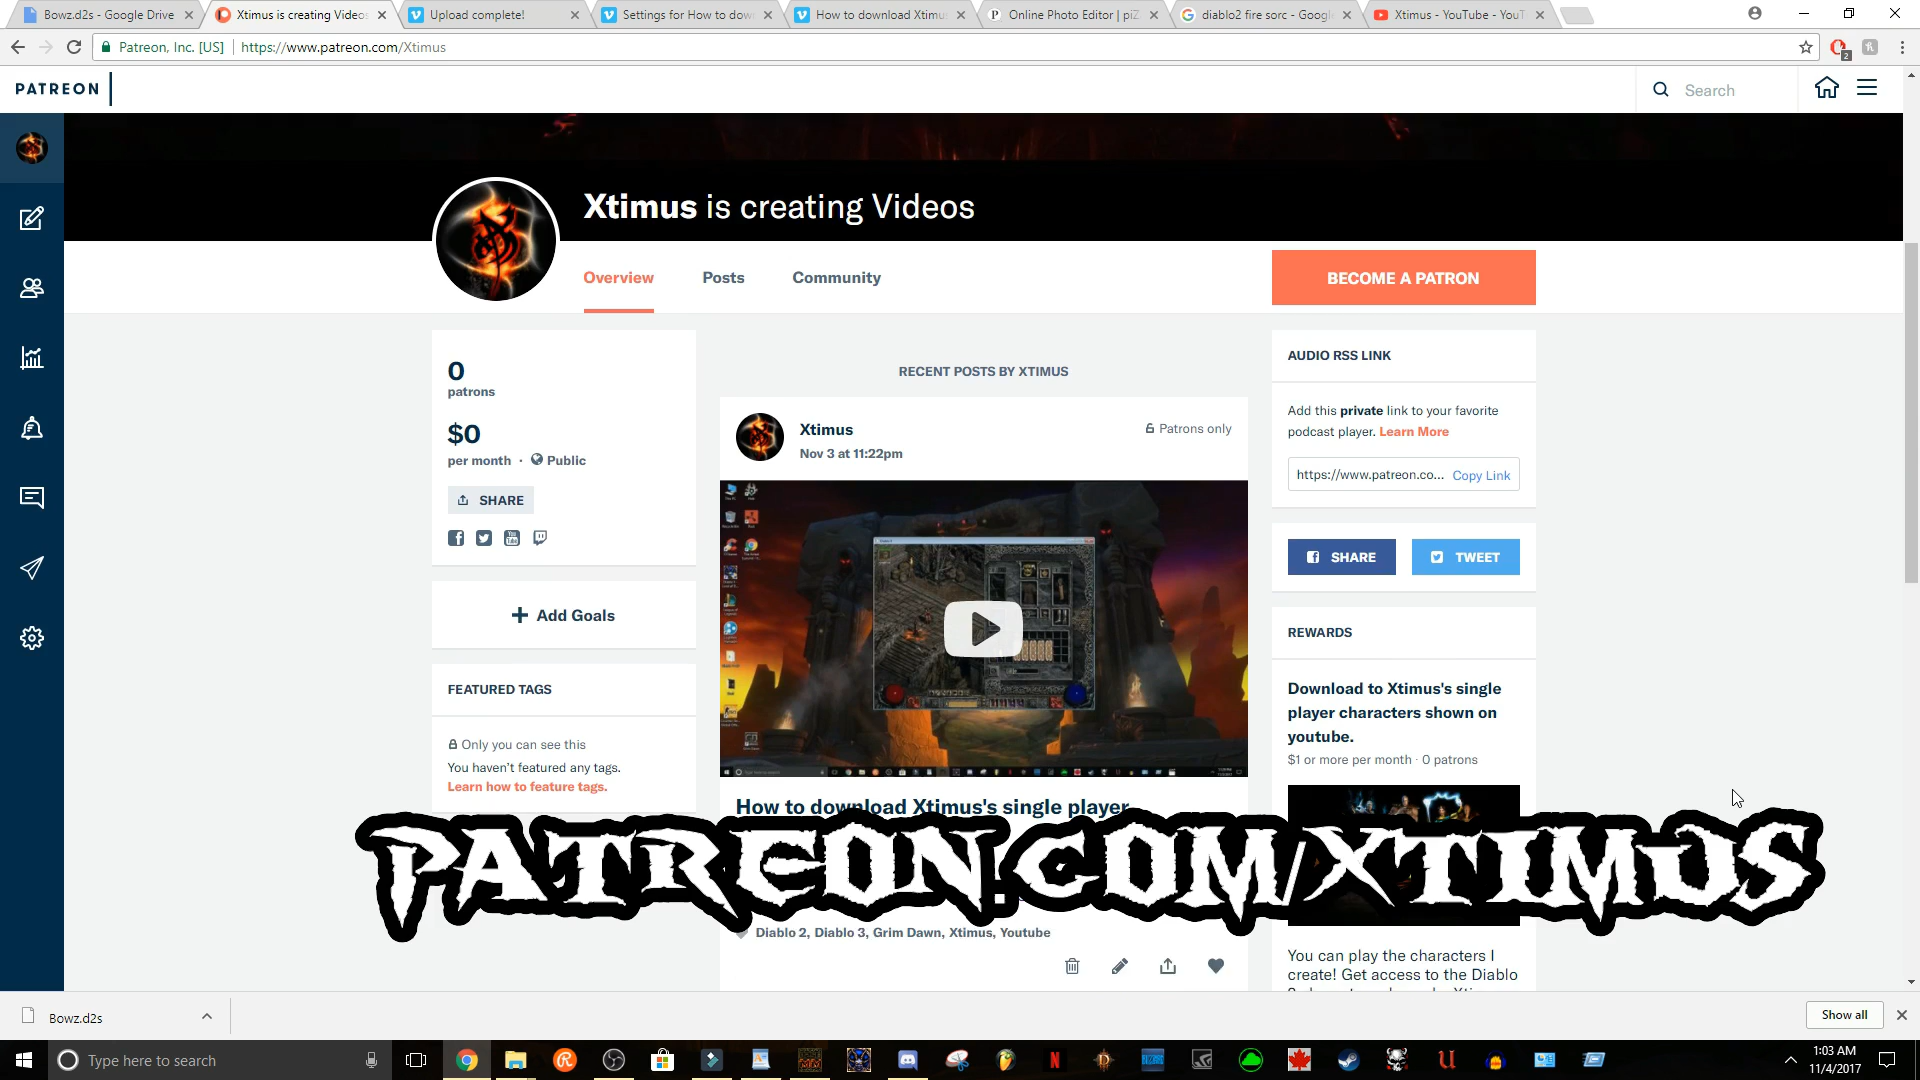 Bowz.d2s - Google Drive
Xtimus is creating Videos
Upload complete!
Settings for How to dow
How to download Xtimu
Online Photo Editor | piZ
diablo2 fire sorc - Googl
Xtimus - YouTube - YouT
Patreon, Inc. [US]
https://www.patreon.com/Xtimus
2
PATREON
Search
Xtimus is creating Videos
Overview
Posts
Community
BECOME A PATRON
0
patrons
$0
per month · Public
SHARE
Add Goals
FEATURED TAGS
Only you can see this
You haven't featured any tags.
Learn how to feature tags.
RECENT POSTS BY XTIMUS
Xtimus
Nov 3 at 11:22pm
Patrons only
How to download Xtimus's single player
Diablo 2, Diablo 3, Grim Dawn, Xtimus, Youtube
AUDIO RSS LINK
Add this private link to your favorite
podcast player. Learn More
https://www.patreon.co... Copy Link
SHARE
TWEET
REWARDS
Download to Xtimus's single
player characters shown on
youtube.
$1 or more per month · 0 patrons
You can play the characters I
create! Get access to the Diablo
PATREON.COM/XTIMUS
Bowz.d2s
Show all
Type here to search
1:03 AM
11/4/2017